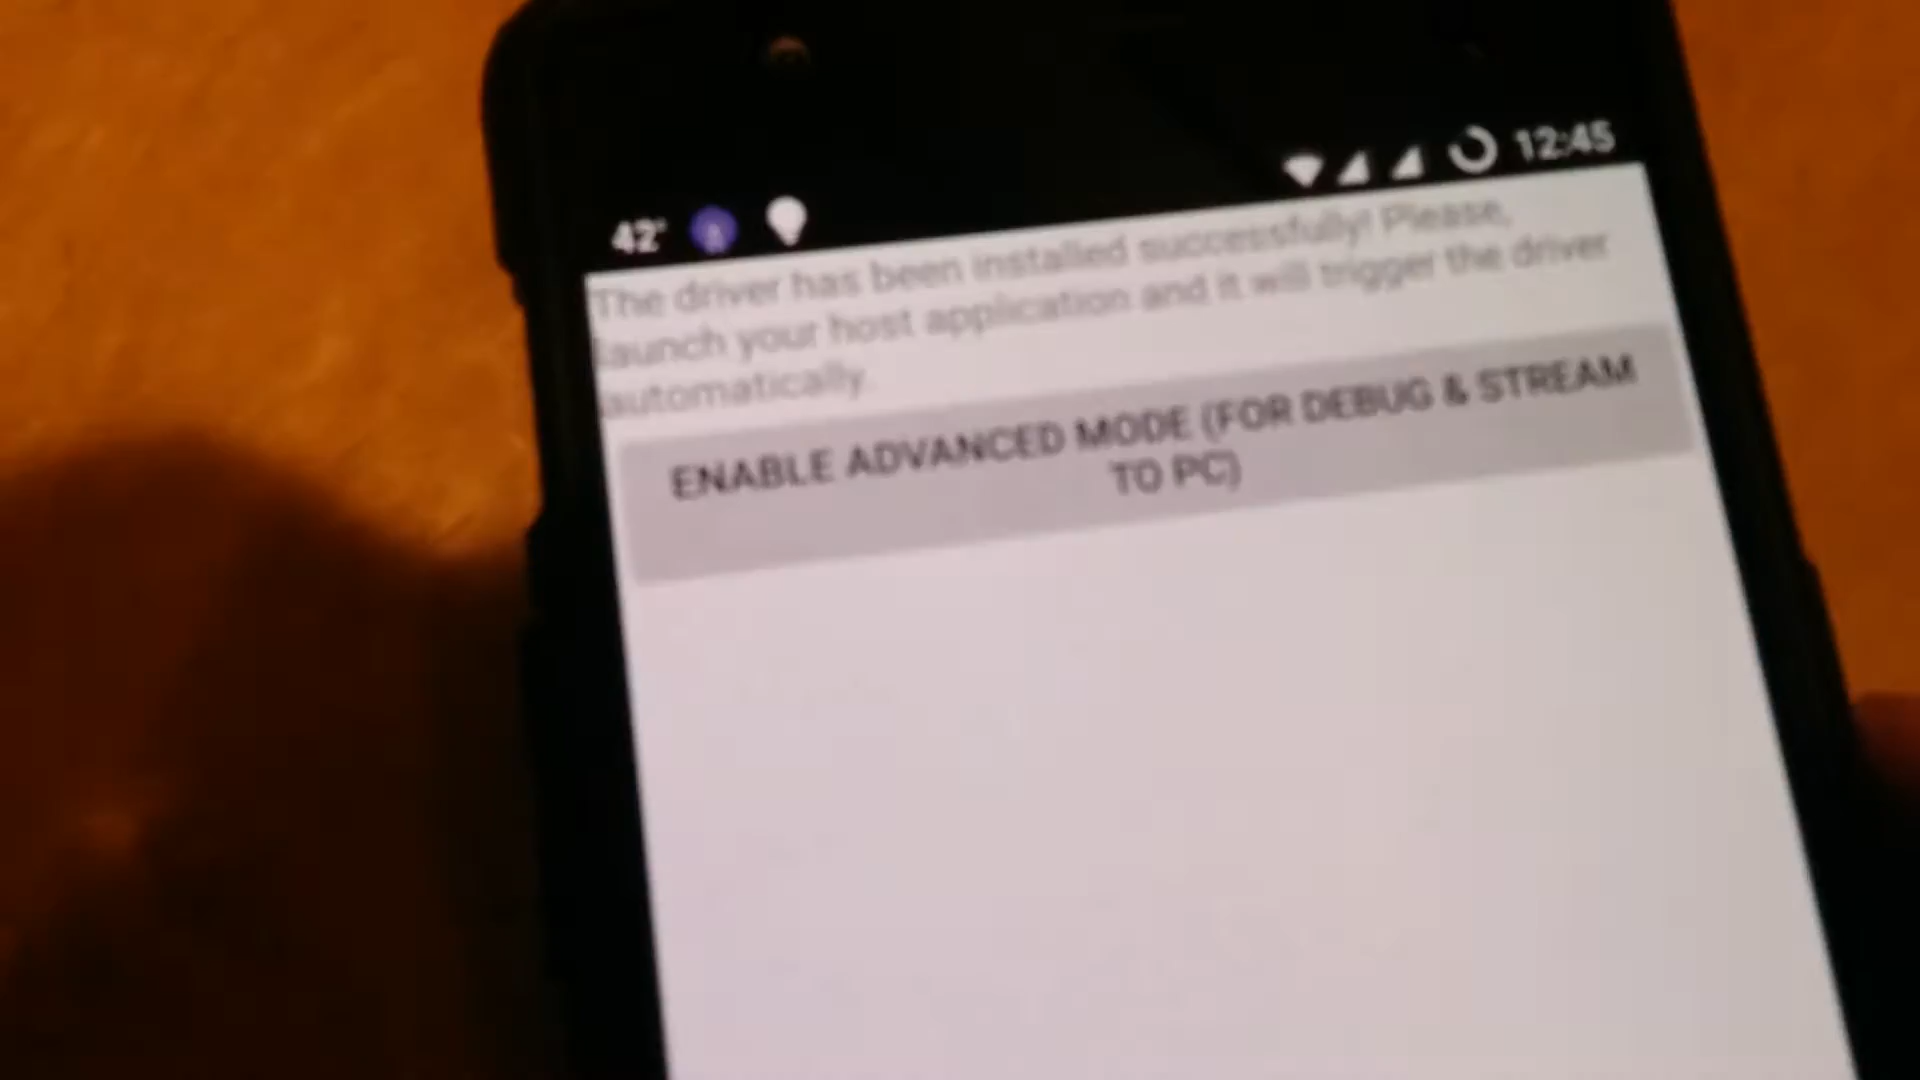 12:45
42°
The driver has been installed successfully! Please,
launch your host application and it will trigger the driver
automatically.
ENABLE ADVANCED MODE (FOR DEBUG & STREAM
TO PC)